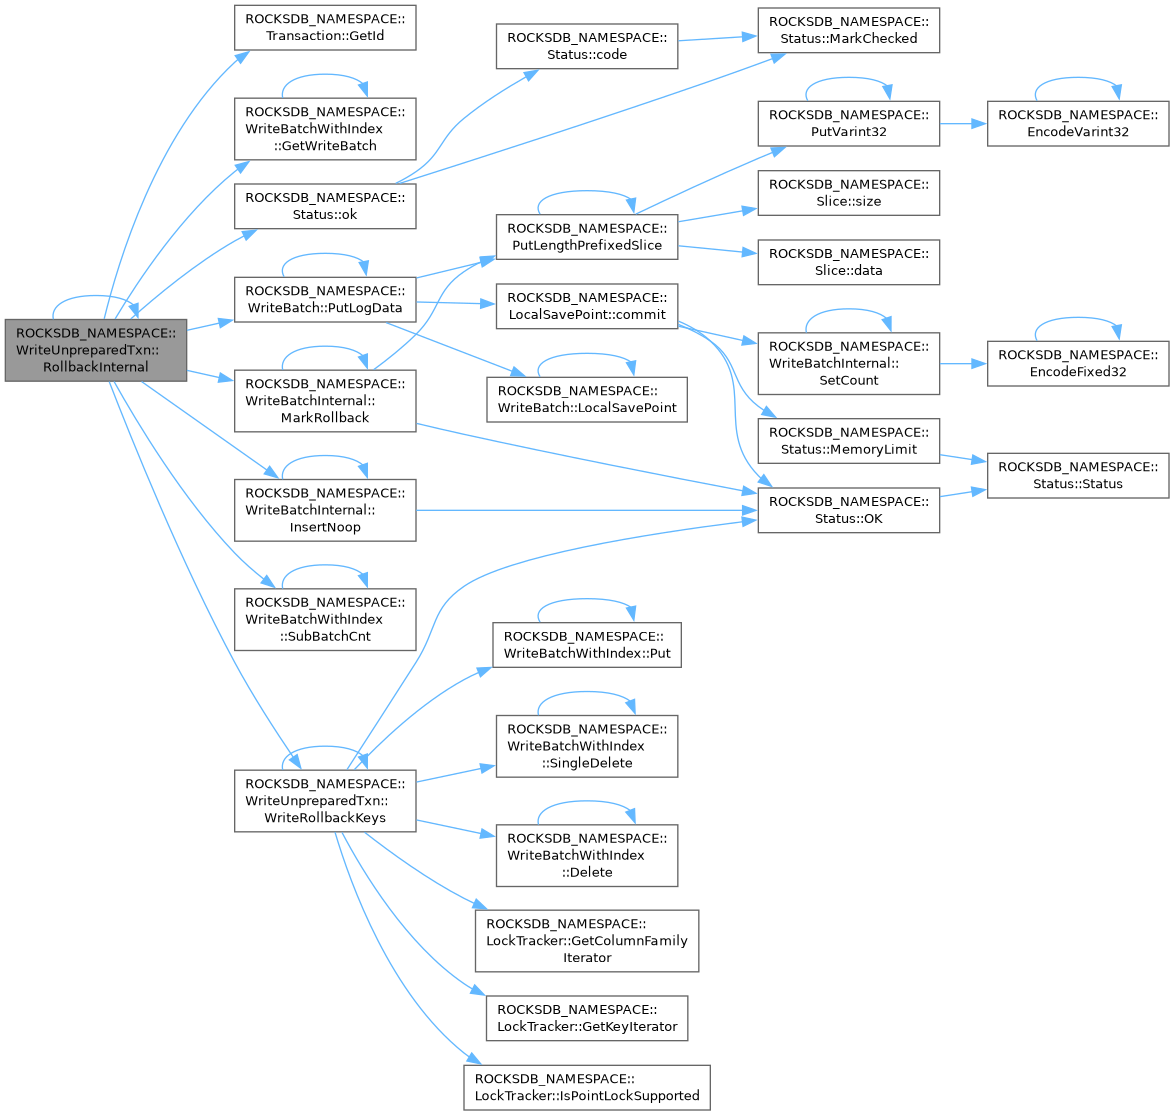 ROCKSDB_NAMESPACE::
WriteUnpreparedTxn::
RollbackInternal
ROCKSDB_NAMESPACE::
Transaction::GetId
ROCKSDB_NAMESPACE::
WriteBatchWithIndex
::GetWriteBatch
ROCKSDB_NAMESPACE::
Status::ok
ROCKSDB_NAMESPACE::
WriteBatch::PutLogData
ROCKSDB_NAMESPACE::
WriteBatchInternal::
MarkRollback
ROCKSDB_NAMESPACE::
WriteBatchInternal::
InsertNoop
ROCKSDB_NAMESPACE::
WriteBatchWithIndex
::SubBatchCnt
ROCKSDB_NAMESPACE::
WriteUnpreparedTxn::
WriteRollbackKeys
ROCKSDB_NAMESPACE::
Status::code
ROCKSDB_NAMESPACE::
PutLengthPrefixedSlice
ROCKSDB_NAMESPACE::
LocalSavePoint::commit
ROCKSDB_NAMESPACE::
WriteBatch::LocalSavePoint
ROCKSDB_NAMESPACE::
WriteBatchWithIndex::Put
ROCKSDB_NAMESPACE::
WriteBatchWithIndex
::SingleDelete
ROCKSDB_NAMESPACE::
WriteBatchWithIndex
::Delete
ROCKSDB_NAMESPACE::
LockTracker::GetColumnFamily
Iterator
ROCKSDB_NAMESPACE::
LockTracker::GetKeyIterator
ROCKSDB_NAMESPACE::
LockTracker::IsPointLockSupported
ROCKSDB_NAMESPACE::
Status::MarkChecked
ROCKSDB_NAMESPACE::
PutVarint32
ROCKSDB_NAMESPACE::
Slice::size
ROCKSDB_NAMESPACE::
Slice::data
ROCKSDB_NAMESPACE::
WriteBatchInternal::
SetCount
ROCKSDB_NAMESPACE::
Status::MemoryLimit
ROCKSDB_NAMESPACE::
Status::OK
ROCKSDB_NAMESPACE::
EncodeVarint32
ROCKSDB_NAMESPACE::
EncodeFixed32
ROCKSDB_NAMESPACE::
Status::Status